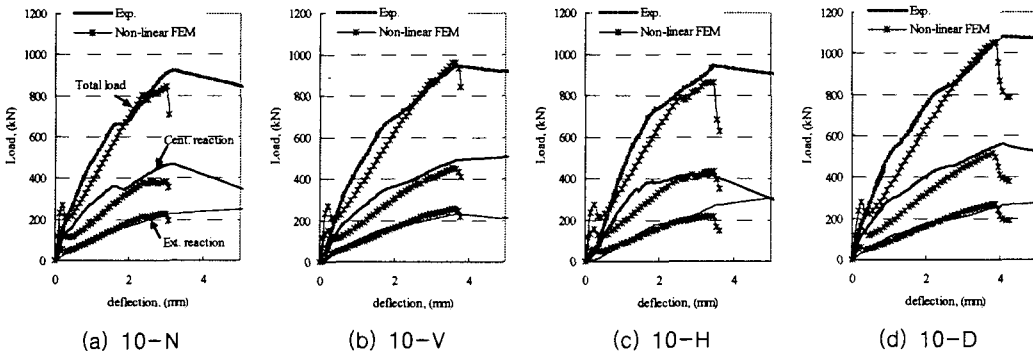 Exp.
Non-linear FEM
1200
1000
800
600
400
200
0
Load, (kN)
Total load
Cent. reaction
Ext. reaction
0
2
4
deflection, (mm)
(a) 10-N
Exp.
Non-linear FEM
1200
1000
800
600
400
200
0
Load, (kN)
0
2
4
deflection, (mm)
(b) 10-V
Exp.
Non-linear FEM
1200
1000
800
600
400
200
0
Load, (kN)
0
2
4
deflection, (mm)
(c) 10-H
Exp.
Non-linear FEM
1200
1000
800
600
400
200
0
Load, (kN)
0
2
4
deflection, (mm)
(d) 10-D